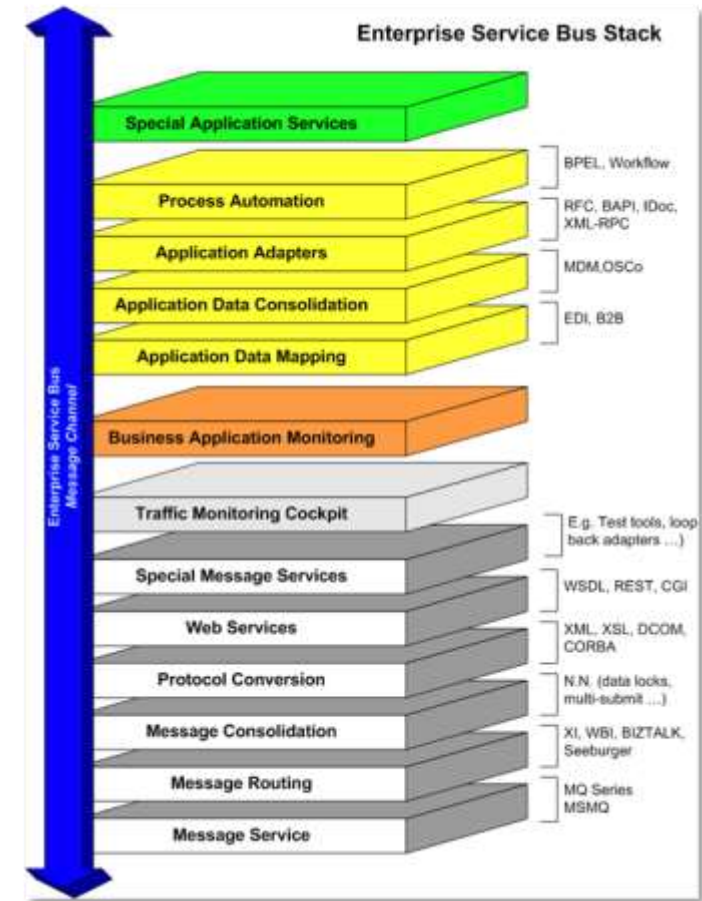 Enterprise Service Bus Stack
Special Application Services
BPEL, Workflow
Process Automation
RFC, BAPI, IDoc,
XML-RPC
Application Adapters
MDM,OSCo
Application Data Consolidation
EDI, B2B
Application Data Mapping
Business Application Monitoring
Enterprise Service Bus
Message Channel
Traffic Monitoring Cockpit
E.g. Test tools, loop
back adapters ...)
Special Message Services
WSDL, REST, CGI
Web Services
XML, XSL, DCOM,
CORBA
Protocol Conversion
N.N. (data locks,
multi-submit ...)
Message Consolidation
XI, WBI, BIZTALK,
Seeburger
Message Routing
MQ Series
MSMQ
Message Service